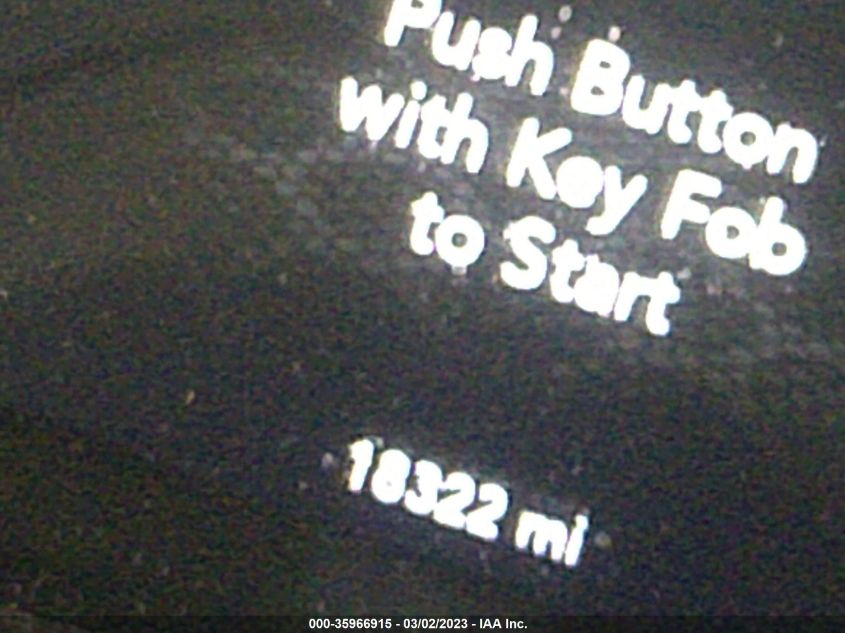 Push Button
with Key Fob
to Start
18322 mi
000-35966915 - 03/02/2023 - IAA Inc.